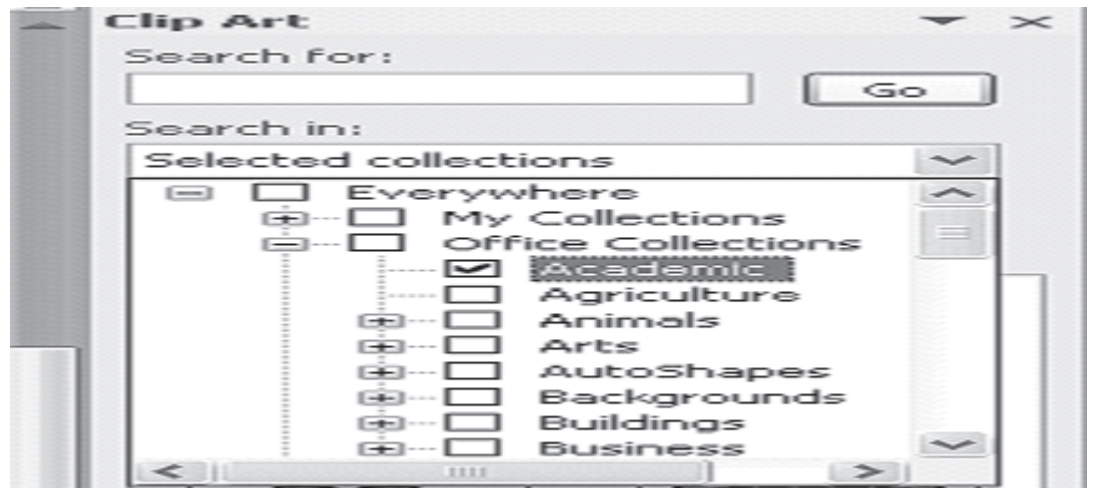 Clip Art
Search for:
Go
Search in:
Selected collections
Everywhere
My Collections
Office Collections
Academic
Agriculture
Animals
Arts
AutoShapes
Backgrounds
Buildings
Business